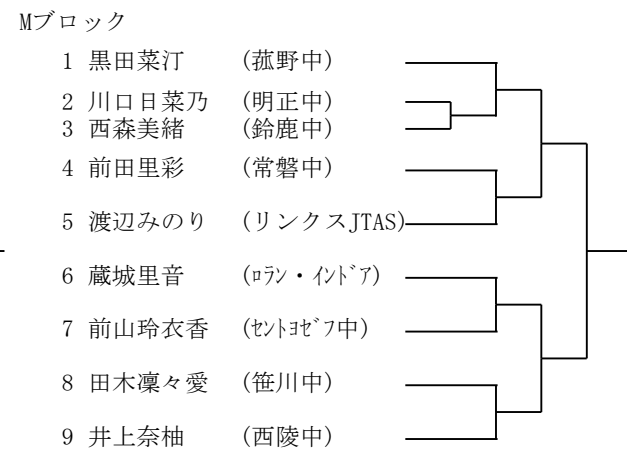 Mブロック
1 黒田菜汀 (菰野中)
2 川口日菜乃 (明正中)
3 西森美緒 (鈴鹿中)
4 前田里彩 (常磐中)
5 渡辺みのり (リンクスJTAS)
6 蔵城里音 (ﾛﾗﾝ・ｲﾝﾄﾞｱ)
7 前山玲衣香 (ｾﾝﾄﾖｾﾞﾌ中)
8 田木凜々愛 (笹川中)
9 井上奈柚 (西陵中)